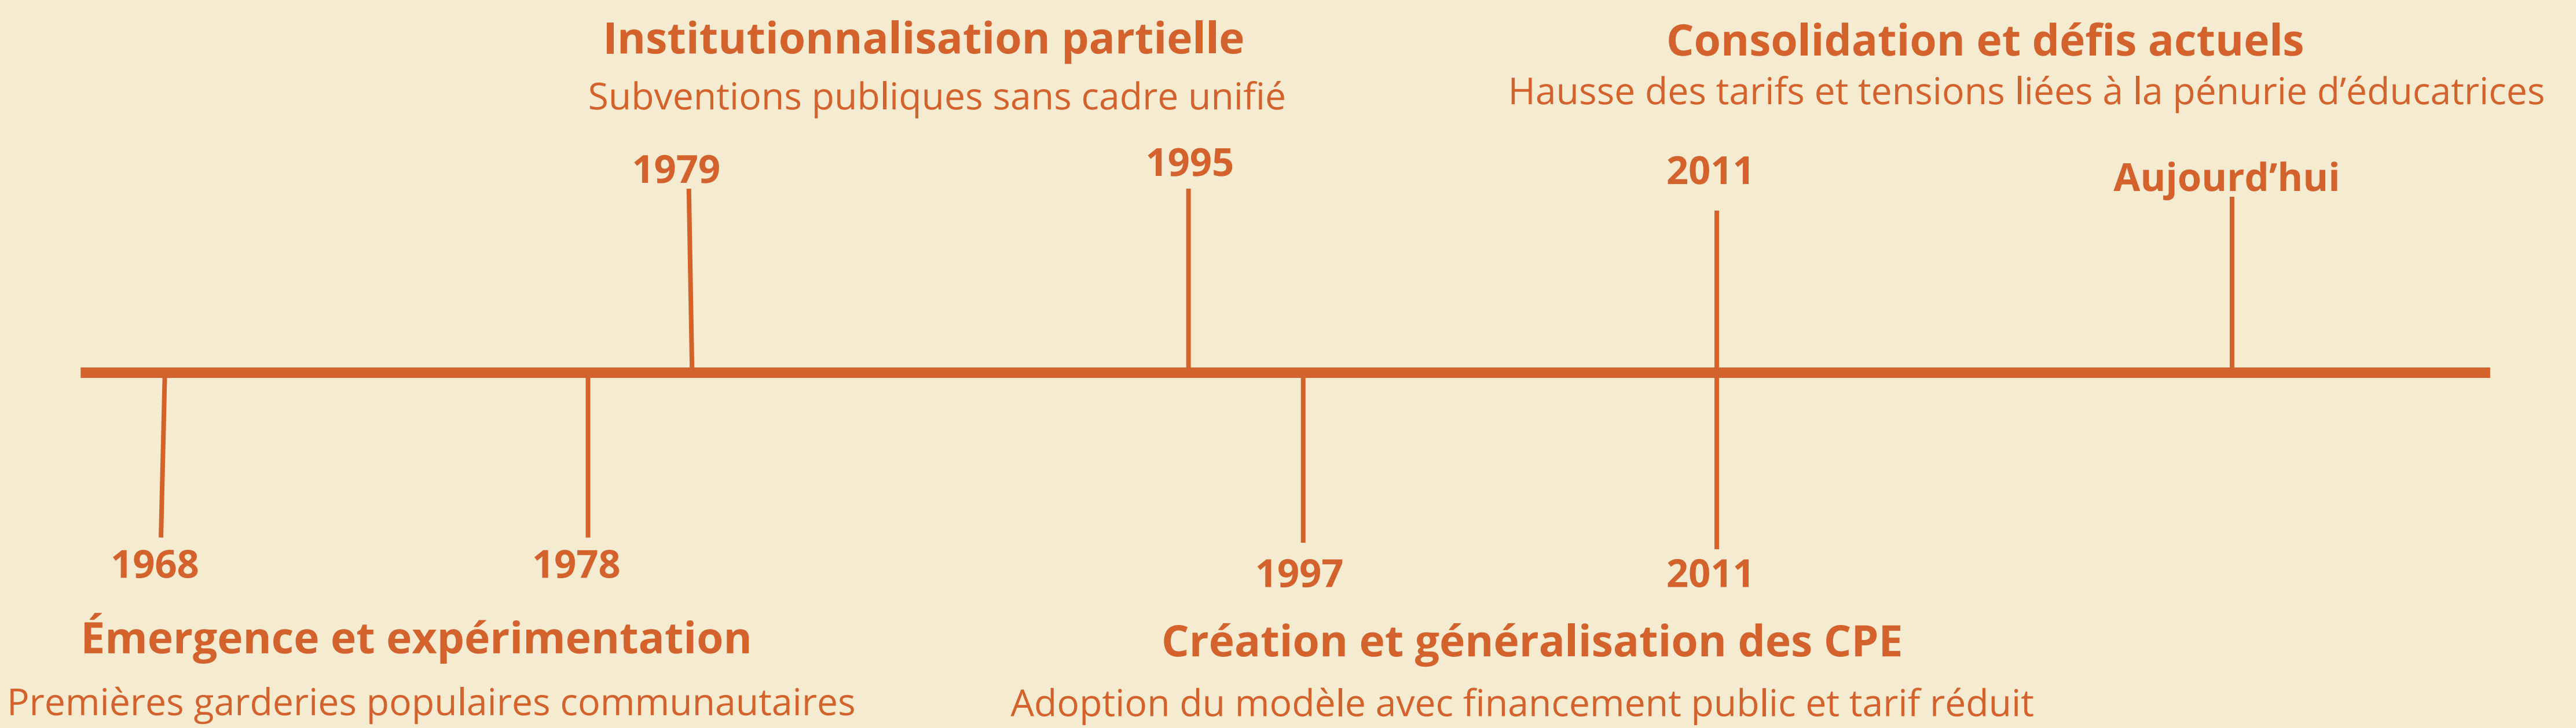 Institutionnalisation partielle
Subventions publiques sans cadre unifié
1979
1995
Consolidation et défis actuels
Hausse des tarifs et tensions liées à la pénurie d’éducatrices
2011
Aujourd’hui
1968
1978
Émergence et expérimentation
Premières garderies populaires communautaires
1997
2011
Création et généralisation des CPE
Adoption du modèle avec financement public et tarif réduit